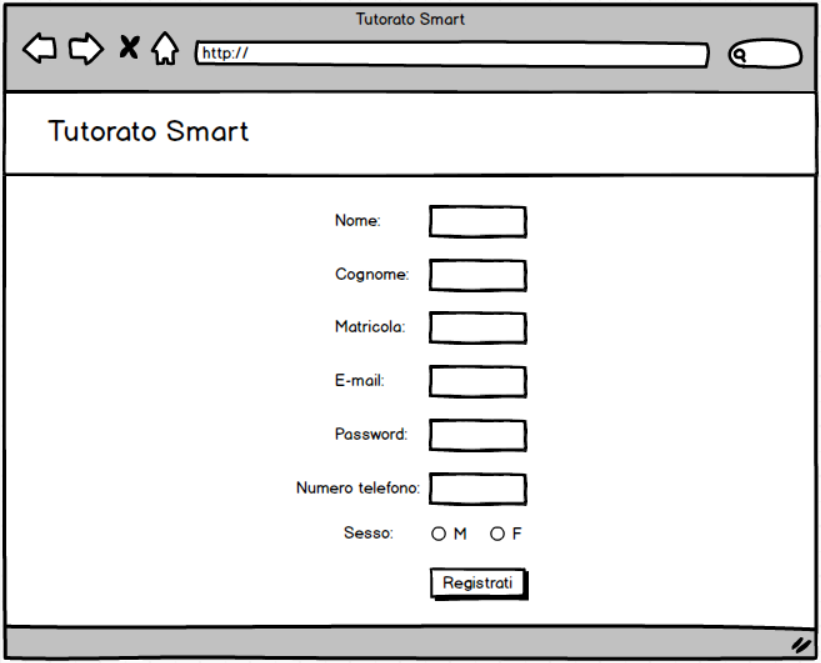 Tutorato Smart
http://
Tutorato Smart
Nome:
Cognome:
Matricola:
E-mail:
Password:
Numero telefono:
Sesso: M F
Registrati